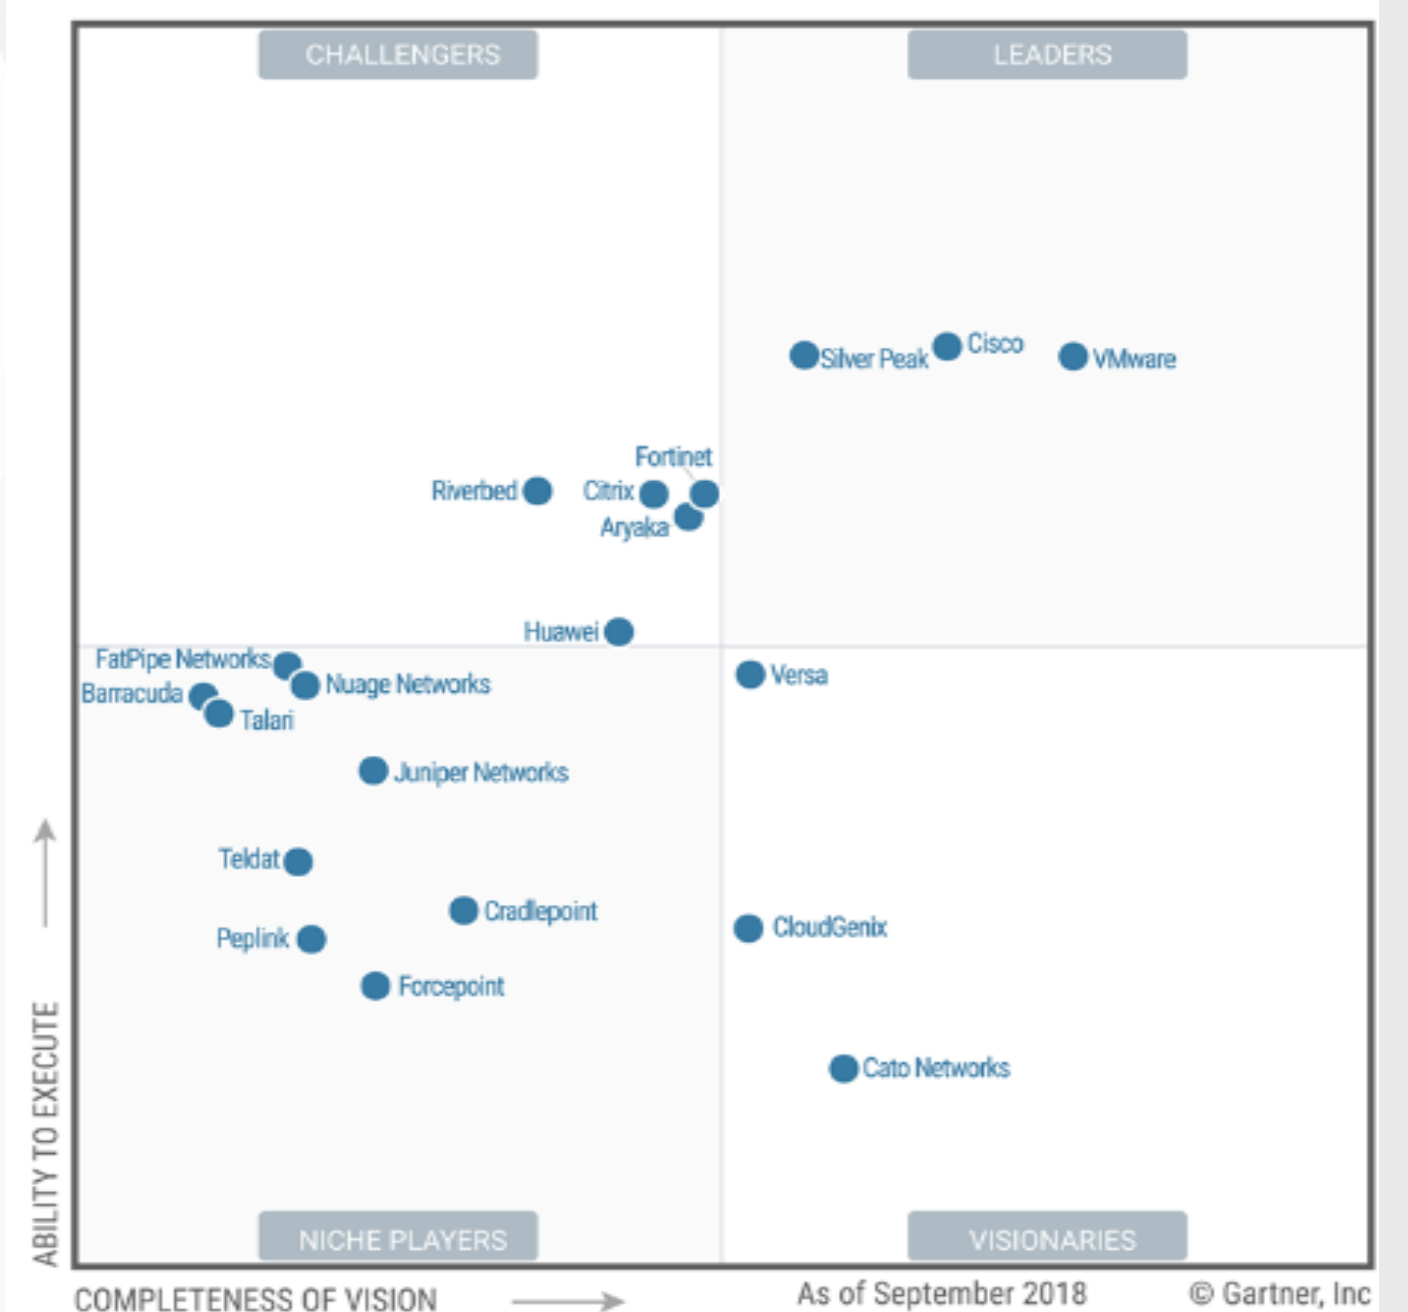 CHALLENGERS
LEADERS
Silver Peak
Cisco
VMware
Fortinet
Riverbed
Citrix
Aryaka
Huawei
FatPipe Networks
Nuage Networks
Barracuda
Talari
Versa
Juniper Networks
Teldat
Cradlepoint
Peplink
CloudGenix
Forcepoint
Cato Networks
NICHE PLAYERS
VISIONARIES
ABILITY TO EXECUTE
COMPLETENESS OF VISION
As of September 2018
© Gartner, Inc